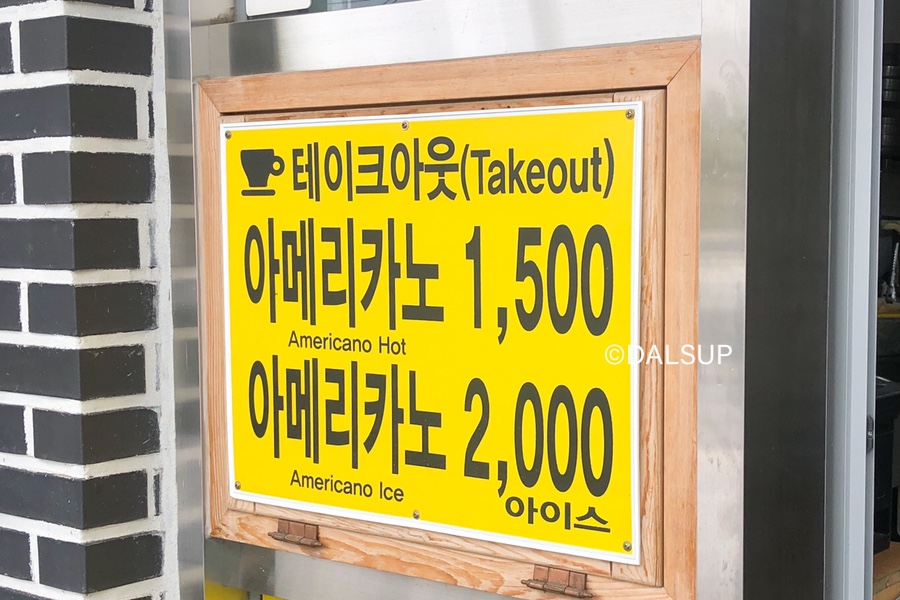 테이크아웃(Takeout)
아메리카노 1,500
Americano Hot
©DALSUP
아메리카노 2,000
Americano Ice
아이스